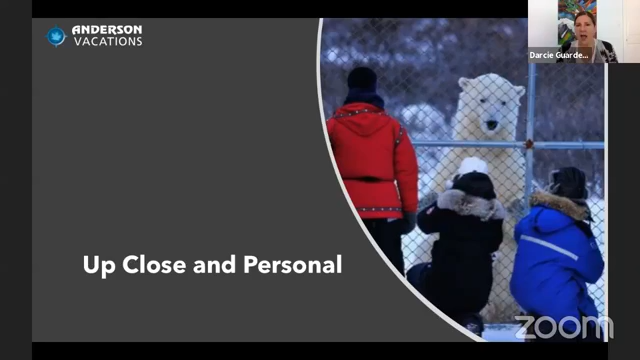 ANDERSON
VACATIONS
Darcie Guarde...
Up Close and Personal
zoom